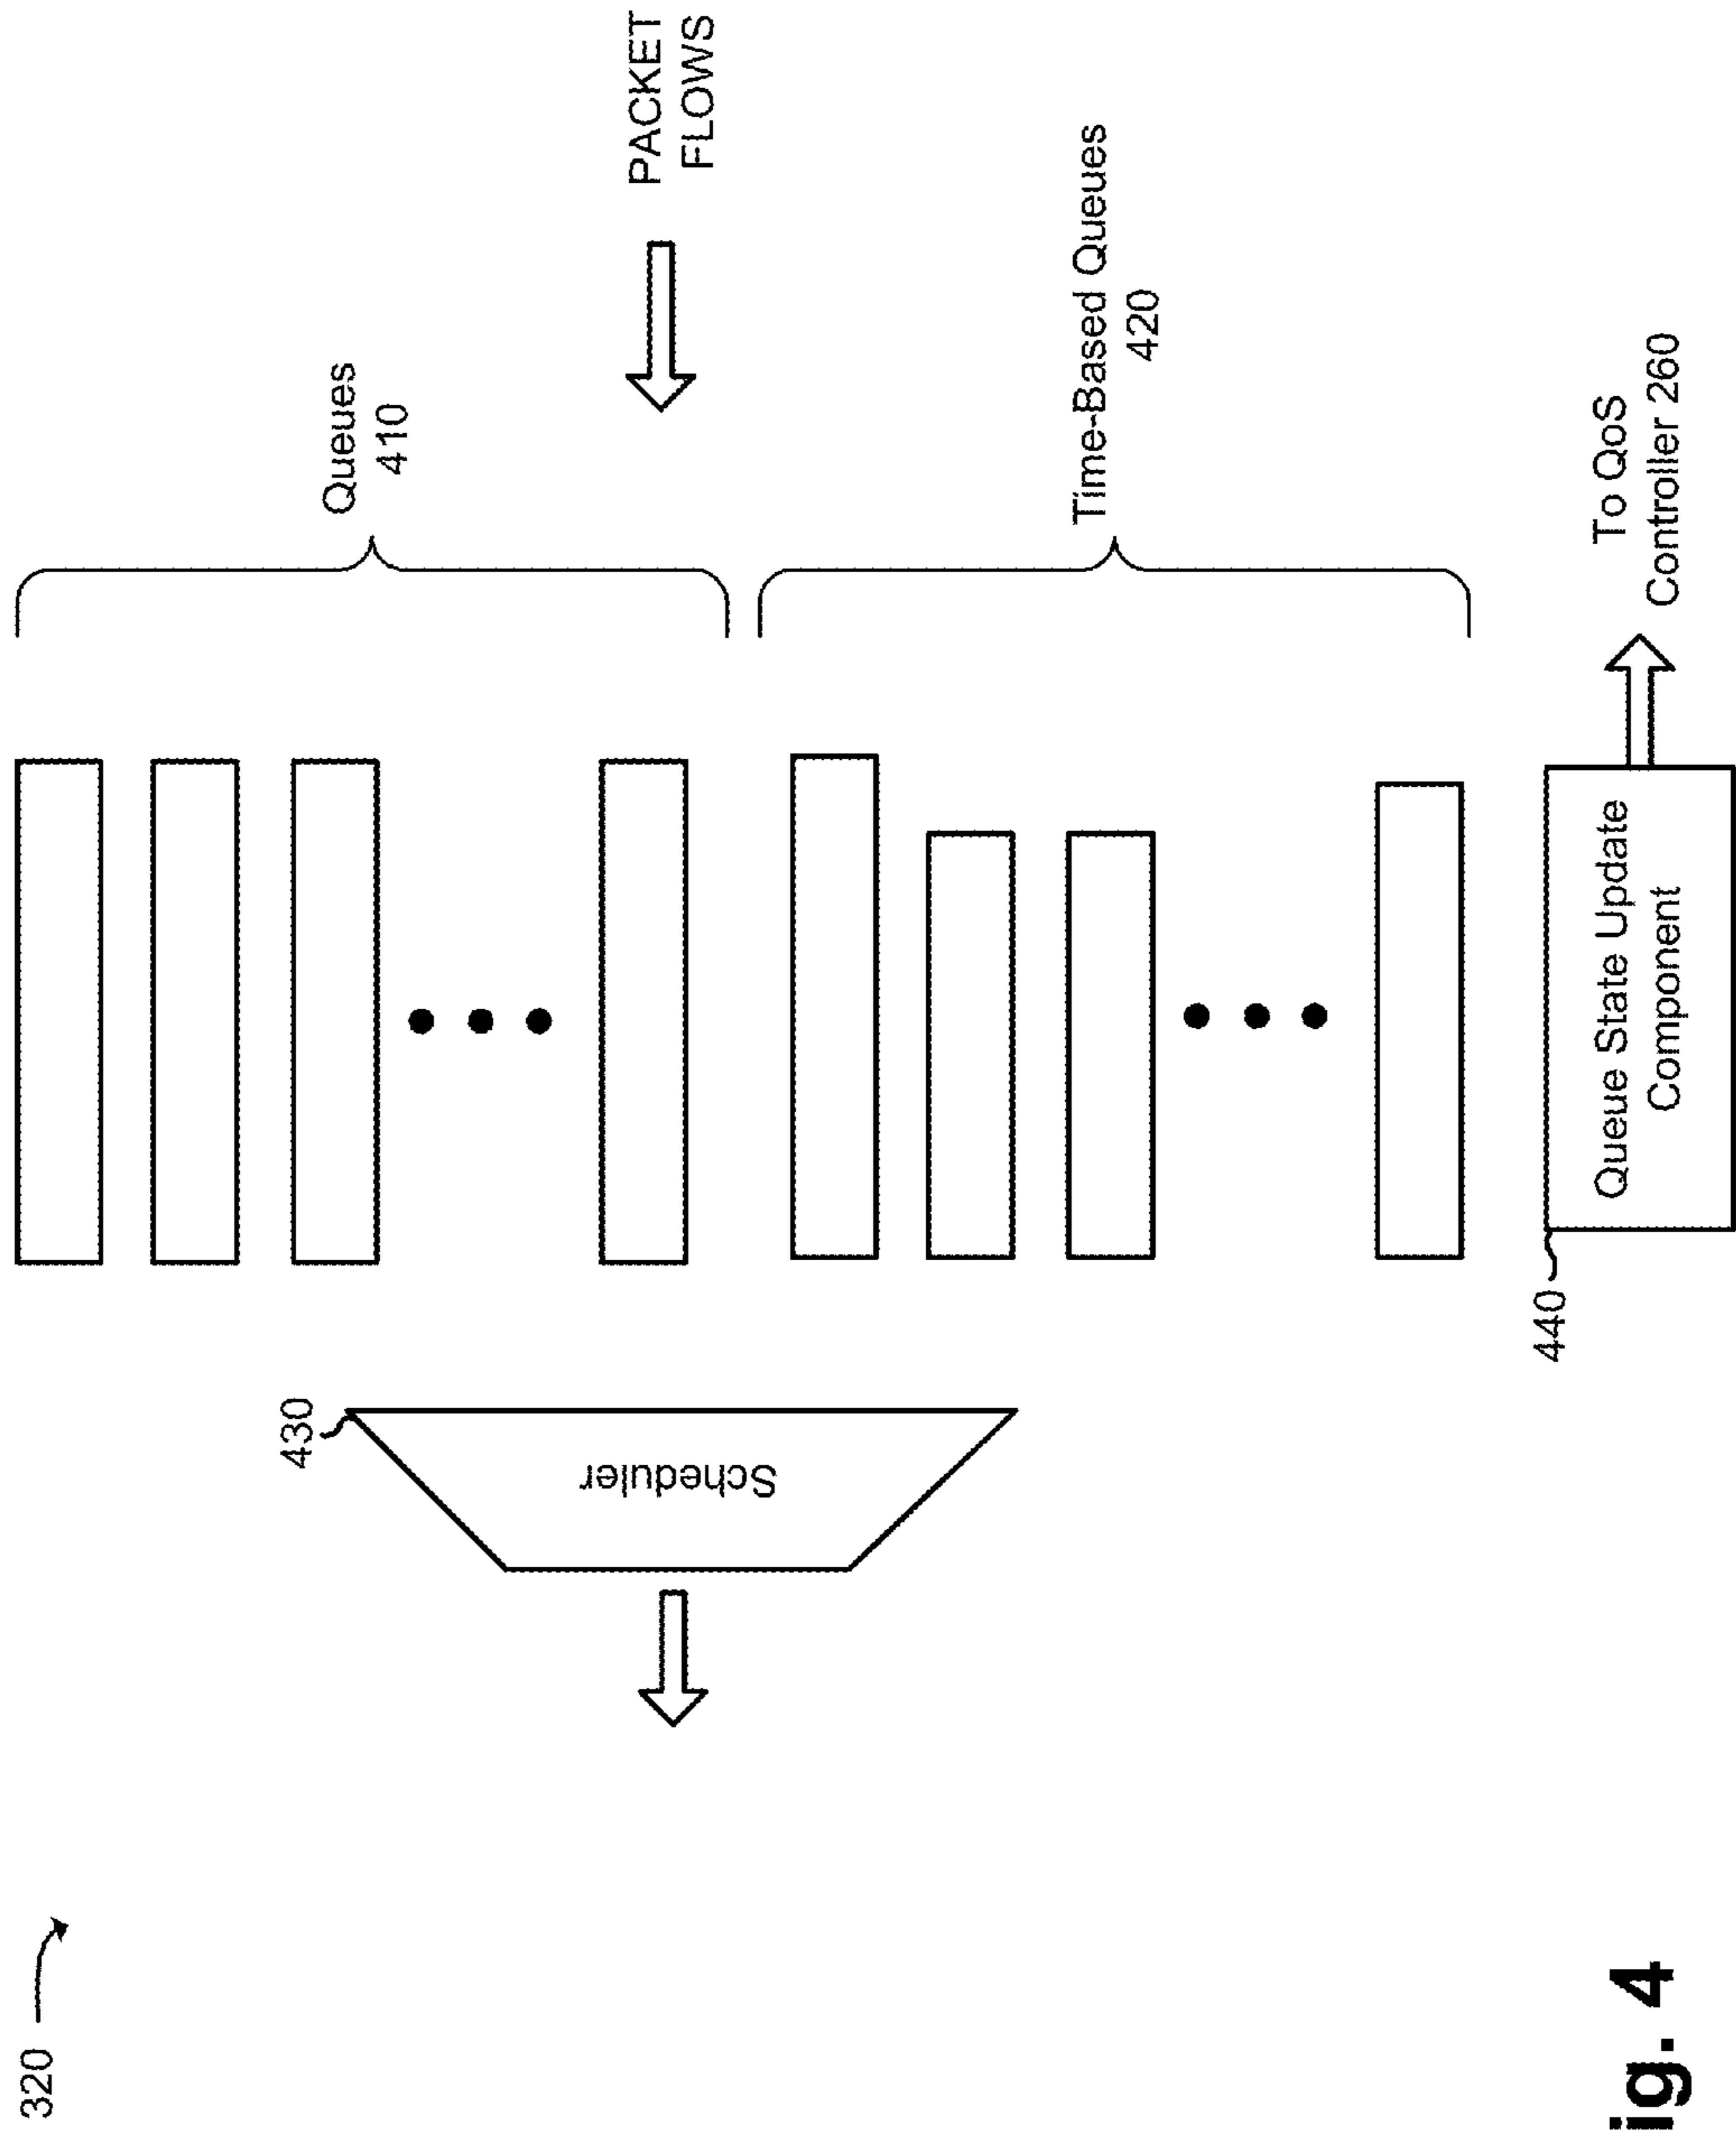 320
Queues
410
PACKET
FLOWS
430
Scheduler
Time-Based Queues
420
440
Queue State Update
Component
To QoS
Controller 260
ig. 4